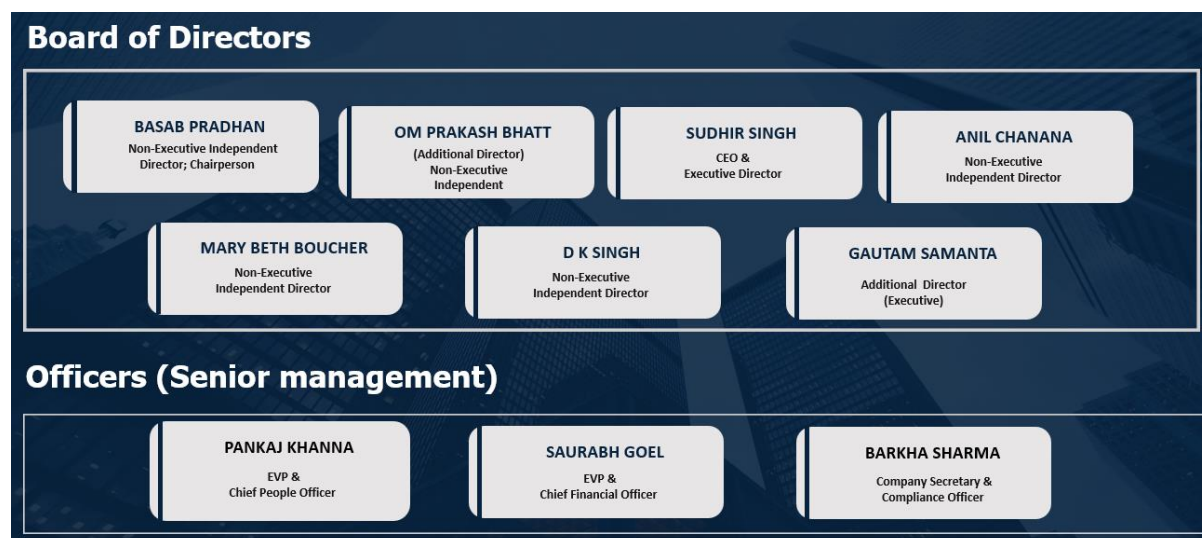 Board of Directors
BASAB PRADHAN
Non-Executive Independent
Director; Chairperson
OM PRAKASH BHATT
(Additional Director)
Non-Executive
Independent
SUDHIR SINGH
CEO &
Executive Director
ANIL CHANANA
Non-Executive
Independent Director
MARY BETH BOUCHER
Non-Executive
Independent Director
D K SINGH
Non-Executive
Independent Director
GAUTAM SAMANTA
Additional Director
(Executive)
Officers (Senior management)
PANKAJ KHANNA
EVP &
Chief People Officer
SAURABH GOEL
EVP &
Chief Financial Officer
BARKHA SHARMA
Company Secretary &
Compliance Officer